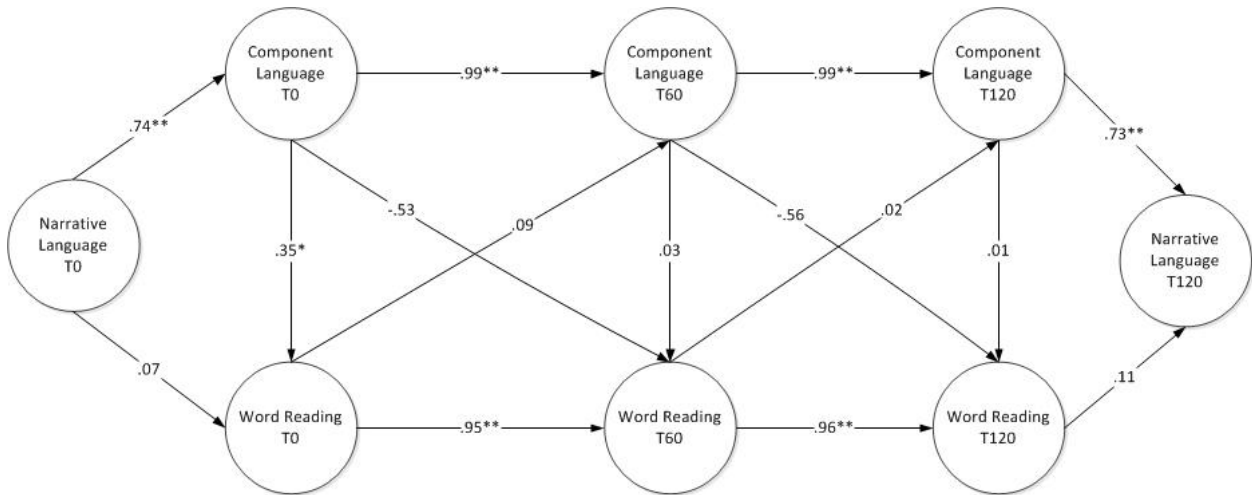 Component
Language
T0
.99**
Component
Language
T60
.99**
Component
Language
T120
.74**
.73**
Narrative
Language
T0
.35*
-.53
.09
.03
-.56
.02
.01
Narrative
Language
T120
.07
.11
Word Reading
T0
.95**
Word Reading
T60
.96**
Word Reading
T120